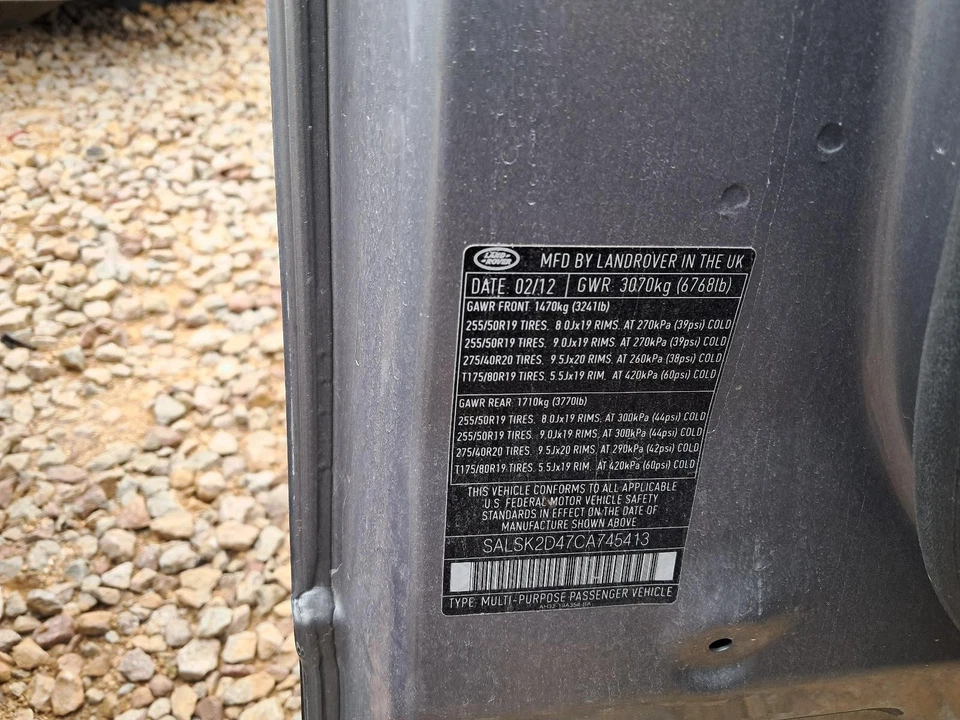 LAND ROVER MFD BY LANDROVER IN THE UK
DATE: 02/12 GWR: 3070kg (6768lb)
GAWR FRONT: 1470kg (3241lb)
255/50R19 TIRES. 8.0Jx19 RIMS. AT 270kPa (39psi) COLD
255/50R19 TIRES. 9.0Jx19 RIMS. AT 270kPa (39psi) COLD
275/40R20 TIRES. 9.5Jx20 RIMS. AT 260kPa (38psi) COLD
T175/80R19 TIRES. 5.5Jx19 RIM. AT 420kPa (60psi) COLD
GAWR REAR: 1710kg (3770lb)
255/50R19 TIRES. 8.0Jx19 RIMS. AT 300kPa (44psi) COLD
255/50R19 TIRES. 9.0Jx19 RIMS. AT 300kPa (44psi) COLD
275/40R20 TIRES. 9.5Jx20 RIMS. AT 290kPa (42psi) COLD
T175/80R19 TIRES. 5.5Jx19 RIM. AT 420kPa (60psi) COLD
THIS VEHICLE CONFORMS TO ALL APPLICABLE
U.S. FEDERAL MOTOR VEHICLE SAFETY
STANDARDS IN EFFECT ON THE DATE OF
MANUFACTURE SHOWN ABOVE
SALSK2D47CA745413
TYPE: MULTI-PURPOSE PASSENGER VEHICLE